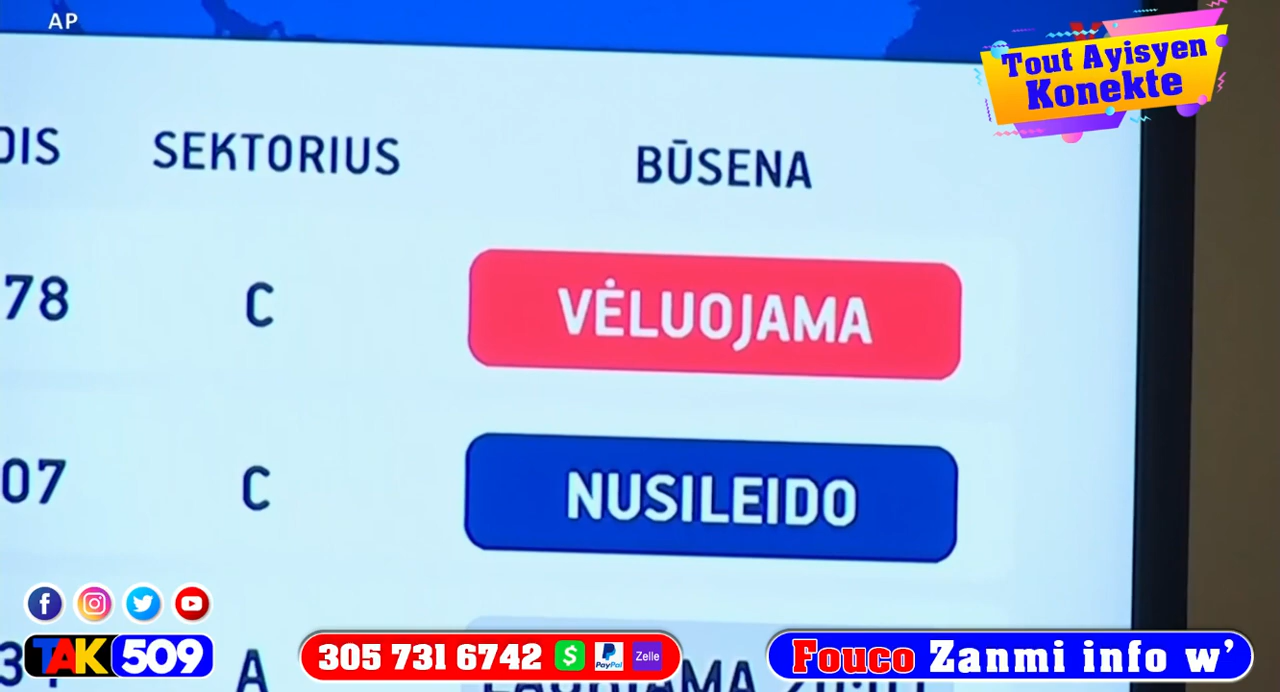 AP
Tout Ayisyen
Konekte
SEKTORIUS
BŪSENA
78
C
VĖLUOJAMA
07
C
NUSILEIDO
A
TAK 509
305 731 6742
PayPal
Zelle
Fouco Zanmi info w’